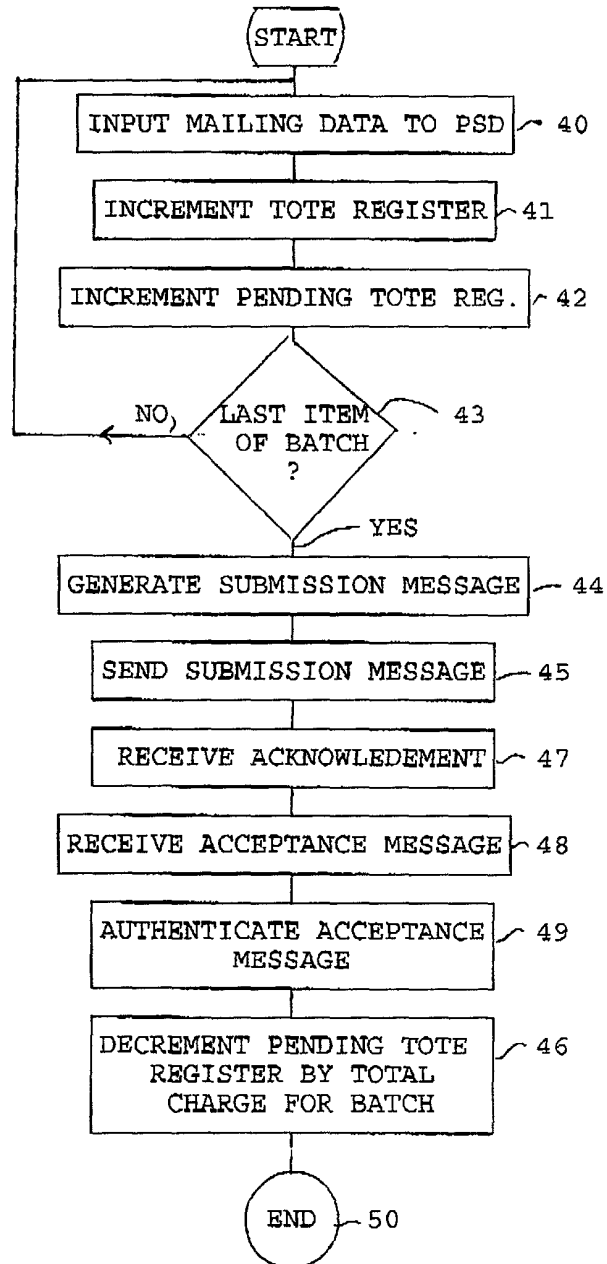 START
INPUT MAILING DATA TO PSD 40
INCREMENT TOTE REGISTER 41
INCREMENT PENDING TOTE REG. 42
LAST ITEM
OF BATCH
?
43
NO
YES
GENERATE SUBMISSION MESSAGE 44
SEND SUBMISSION MESSAGE 45
RECEIVE ACKNOWLEDEMENT 47
RECEIVE ACCEPTANCE MESSAGE 48
AUTHENTICATE ACCEPTANCE
MESSAGE
49
DECREMENT PENDING TOTE
REGISTER BY TOTAL
CHARGE FOR BATCH
46
END 50